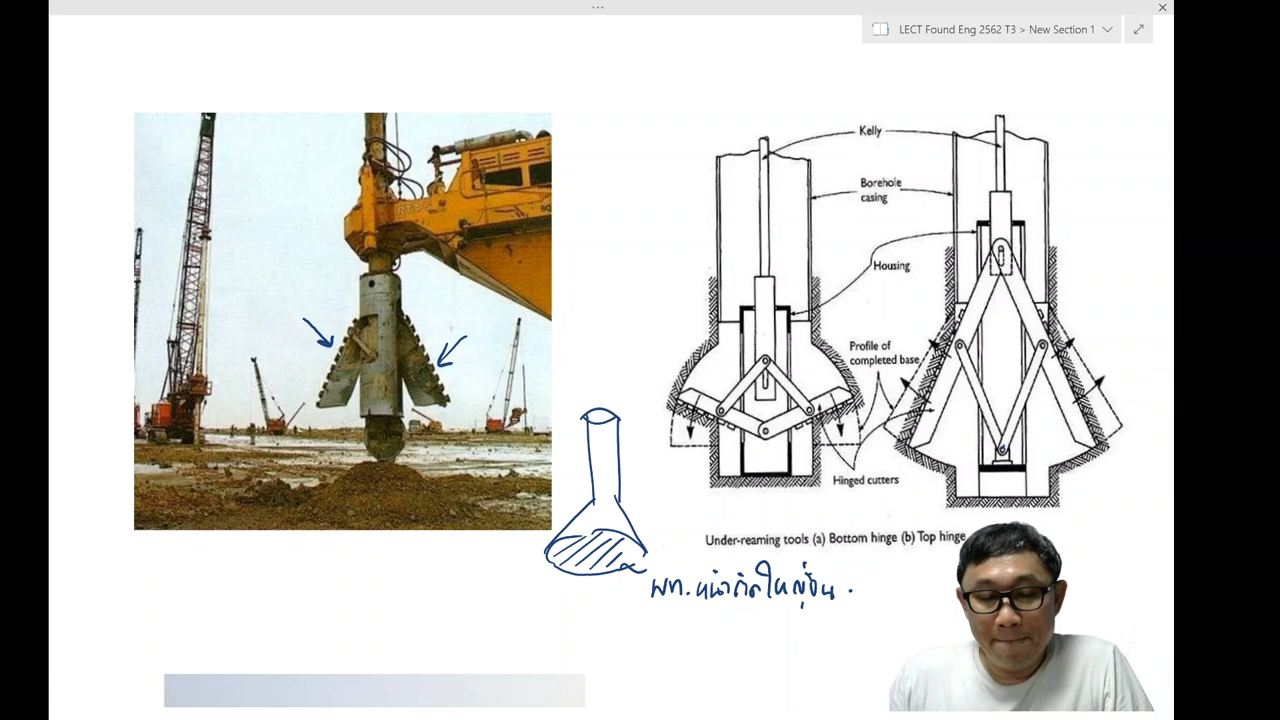 LECT Found Eng 2562 T3 > New Section 1
Kelly
Borehole
casing
Housing
Profile of
completed base
Hinged cutters
Under-reaming tools (a) Bottom hinge (b) Top hinge
พท. หน้าตัดใหญ่ขึ้น.